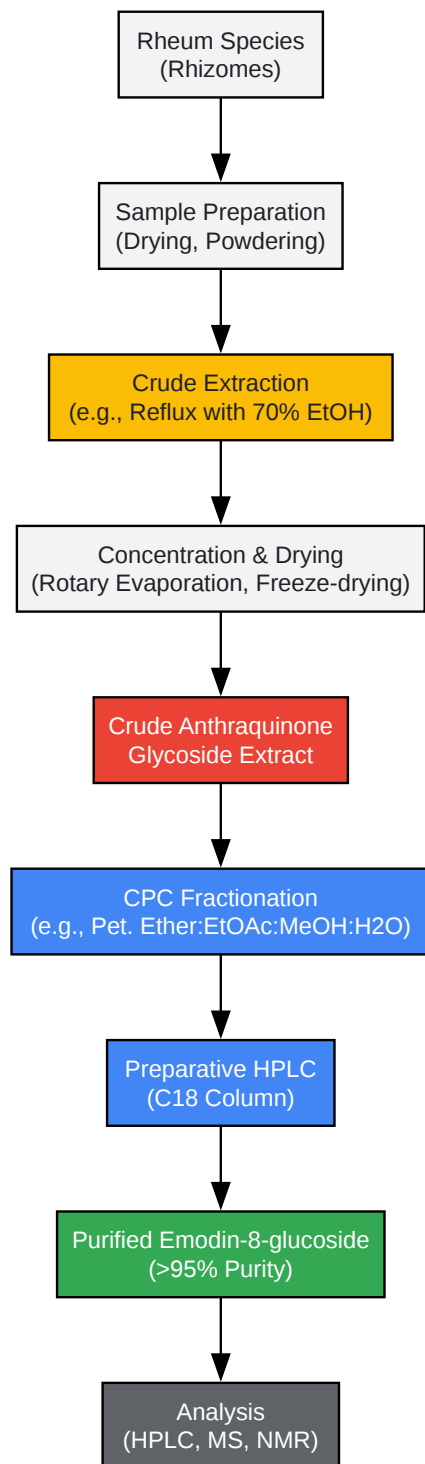 Rheum Species
(Rhizomes)
Sample Preparation
(Drying, Powdering)
Crude Extraction
(e.g., Reflux with 70% EtOH)
Concentration & Drying
(Rotary Evaporation, Freeze-drying)
Crude Anthraquinone
Glycoside Extract
CPC Fractionation
(e.g., Pet. Ether:EtOAc:MeOH:H2O)
Preparative HPLC
(C18 Column)
Purified Emodin-8-glucoside
(>95% Purity)
Analysis
(HPLC, MS, NMR)